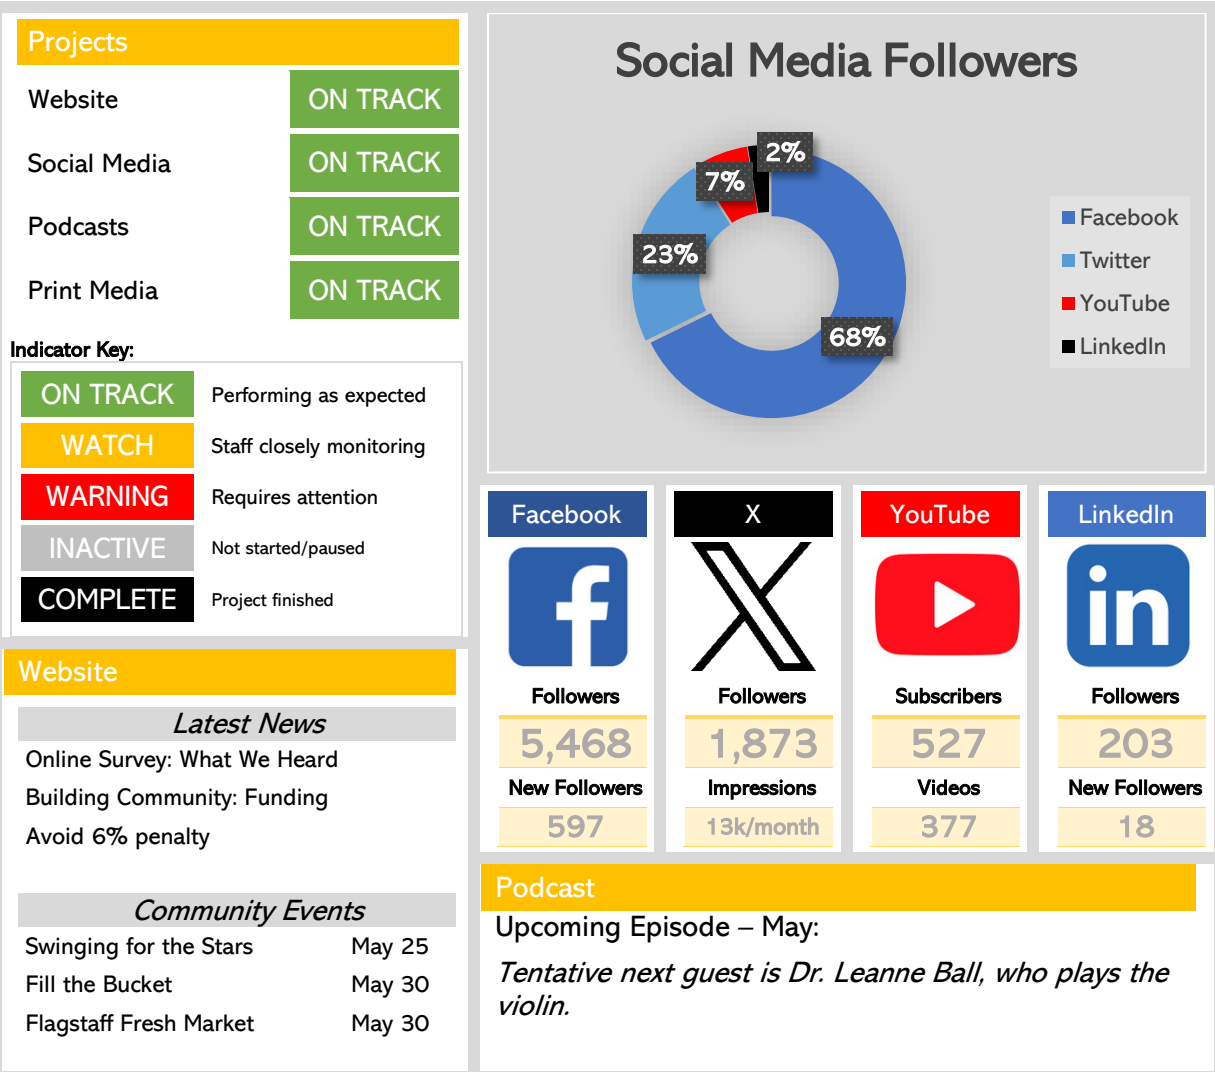 Projects
Website ON TRACK
Social Media ON TRACK
Podcasts ON TRACK
Print Media ON TRACK
Indicator Key:
ON TRACK Performing as expected
WATCH Staff closely monitoring
WARNING Requires attention
INACTIVE Not started/paused
COMPLETE Project finished
Website
Latest News
Online Survey: What We Heard
Building Community: Funding
Avoid 6% penalty
Community Events
Swinging for the Stars May 25
Fill the Bucket May 30
Flagstaff Fresh Market May 30
Social Media Followers
2%
7%
23%
68%
Facebook
Twitter
YouTube
LinkedIn
Facebook
f
Followers
5,468
New Followers
597
X
X
Followers
1,873
Impressions
13k/month
YouTube
Subscribers
527
Videos
377
LinkedIn
in
Followers
203
New Followers
18
Podcast
Upcoming Episode – May:
Tentative next guest is Dr. Leanne Ball, who plays the
violin.